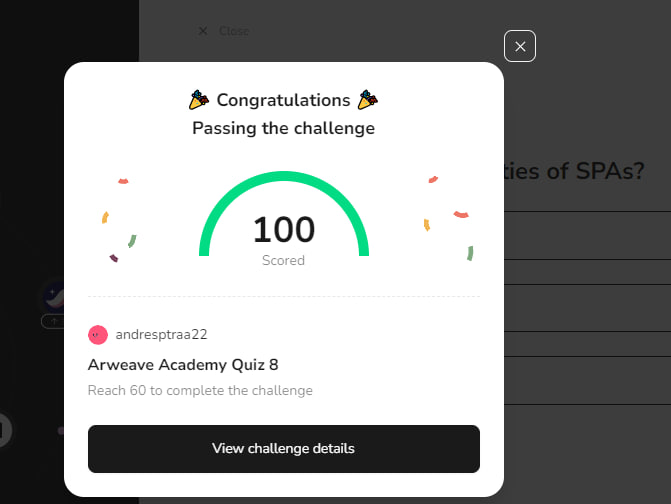 Close
Congratulations
Passing the challenge
ties of SPAs?
100
Scored
andresptraa22
Arweave Academy Quiz 8
Reach 60 to complete the challenge
View challenge details